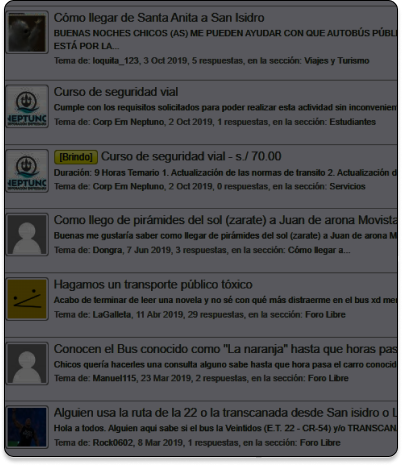 Cómo llegar de Santa Anita a San Isidro
BUENAS NOCHES CHICOS (AS) ME PUEDEN AYUDAR CON QUE AUTOBÚS PÚBLI
ESTÁ POR LA...
Tema de: loquita_123, 3 Oct 2019, 5 respuestas, en la sección: Viajes y Turismo
Curso de seguridad vial
Cumple con los requisitos solicitados para poder realizar esta actividad sin inconvenien
Tema de: Corp Em Neptuno, 2 Oct 2019, 1 respuestas, en la sección: Estudiantes
NEPTUNO
[Brindo] Curso de seguridad vial - s./ 70.00
Duración: 9 Horas Temario 1. Actualización de las normas de transito 2. Actualización d
Tema de: Corp Em Neptuno, 2 Oct 2019, 0 respuestas, en la sección: Servicios
NEPTUNO
Como llego de pirámides del sol (zarate) a Juan de arona Movista
Buenas me gustaría saber como llegar de pirámides del sol (zarate) a Juan de arona M
Tema de: Dongra, 7 Jun 2019, 3 respuestas, en la sección: Cómo llegar a...
Hagamos un transporte público tóxico
Acabo de terminar de leer una novela y no sé con qué más distraerme en el bus xd me
Tema de: LaGalleta, 11 Abr 2019, 29 respuestas, en la sección: Foro Libre
Conocen el Bus conocido como "La naranja" hasta que horas pas
Chicos quería hacerles una consulta alguno sabe hasta que hora pasa el carro conocid
Tema de: Manuel115, 23 Mar 2019, 2 respuestas, en la sección: Foro Libre
Alguien usa la ruta de la 22 o la transcanada desde San isidro o L
Hola a todos. Alguien aqui sabe si el bus la Veintidos (E.T. 22 - CR-54) y/o TRANSCAN
Tema de: Rock0602, 8 Mar 2019, 1 respuestas, en la sección: Foro Libre